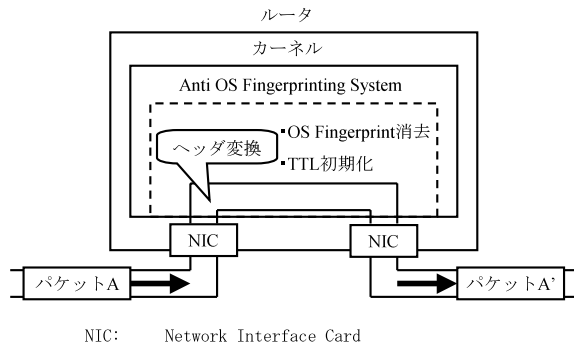 ルータ
カーネル
Anti OS Fingerprinting System
ヘッダ変換
▪OS Fingerprint消去
▪TTL初期化
NIC
NIC
パケットA
パケットA’
NIC: Network Interface Card